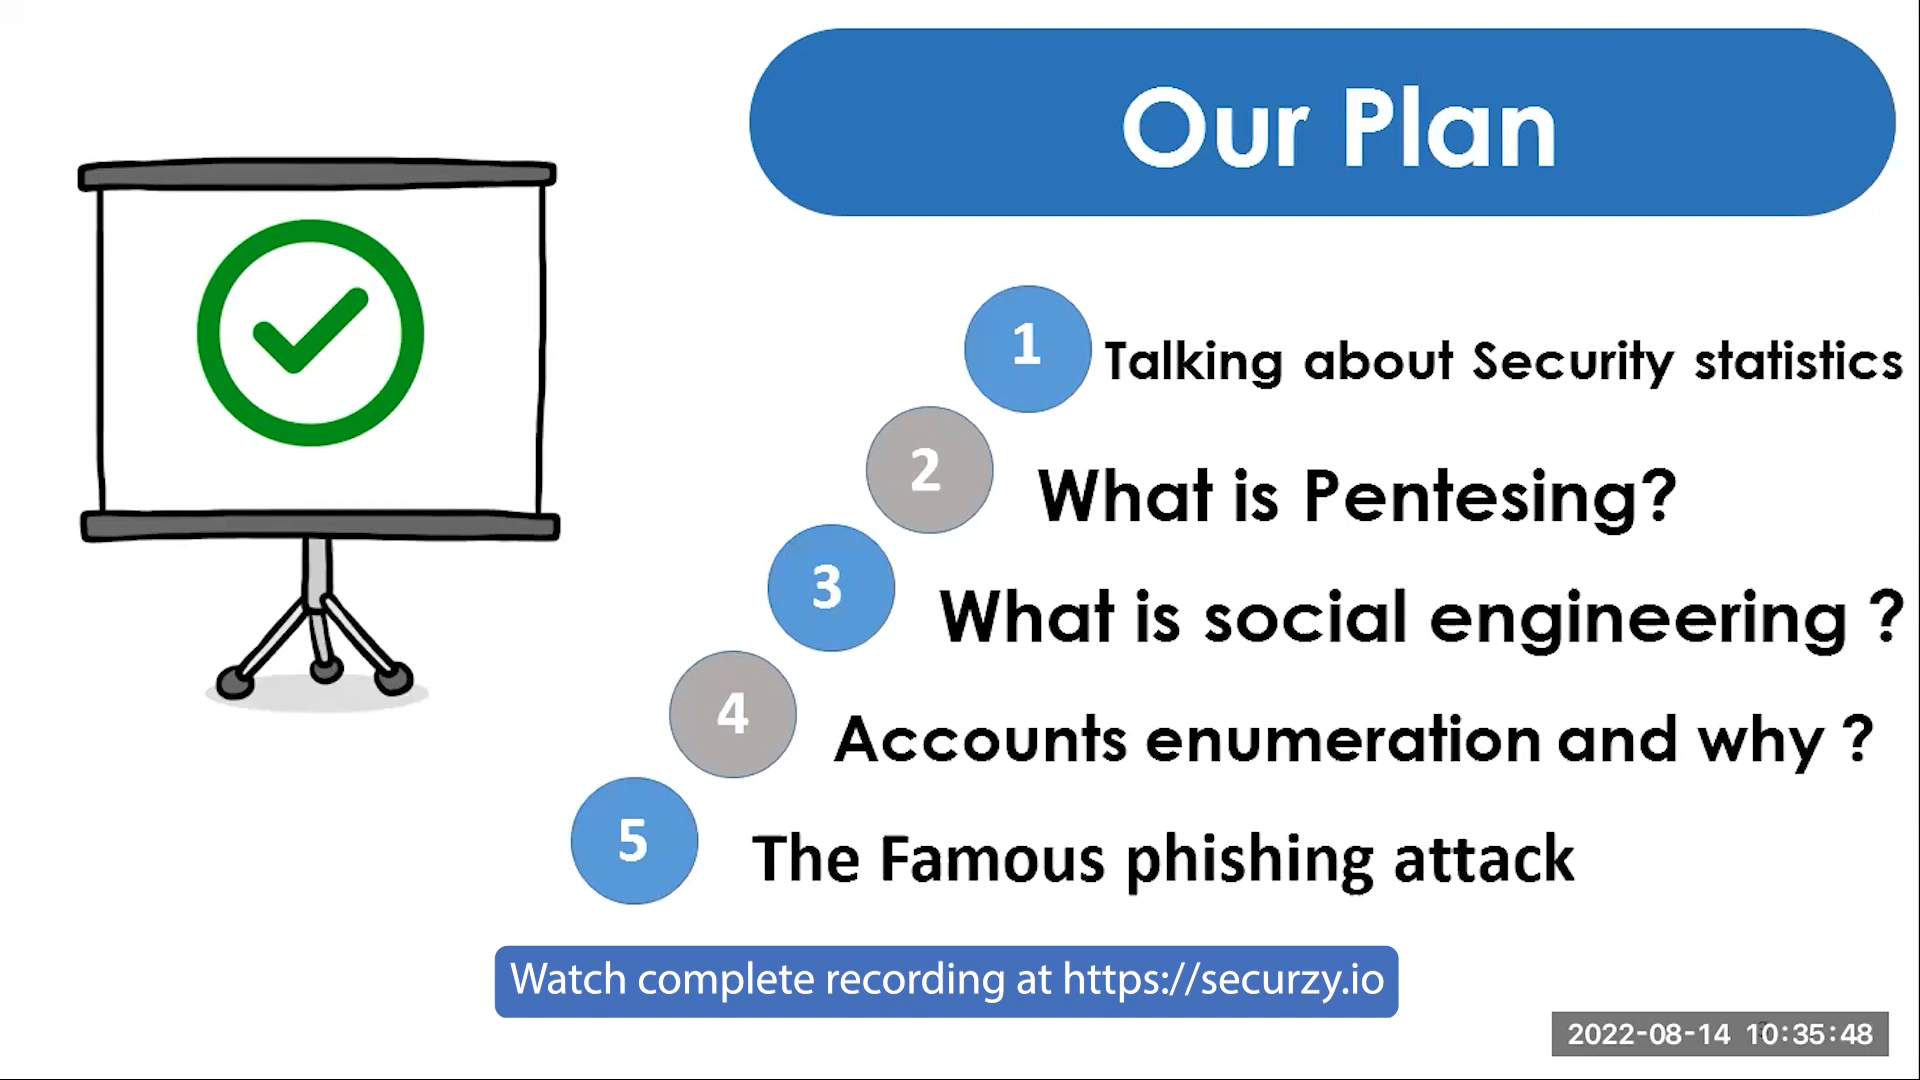 Our Plan
1 Talking about Security statistics
2 What is Pentesing?
3 What is social engineering ?
4 Accounts enumeration and why ?
5 The Famous phishing attack
Watch complete recording at https://securzy.io
2022-08-14 10:35:48